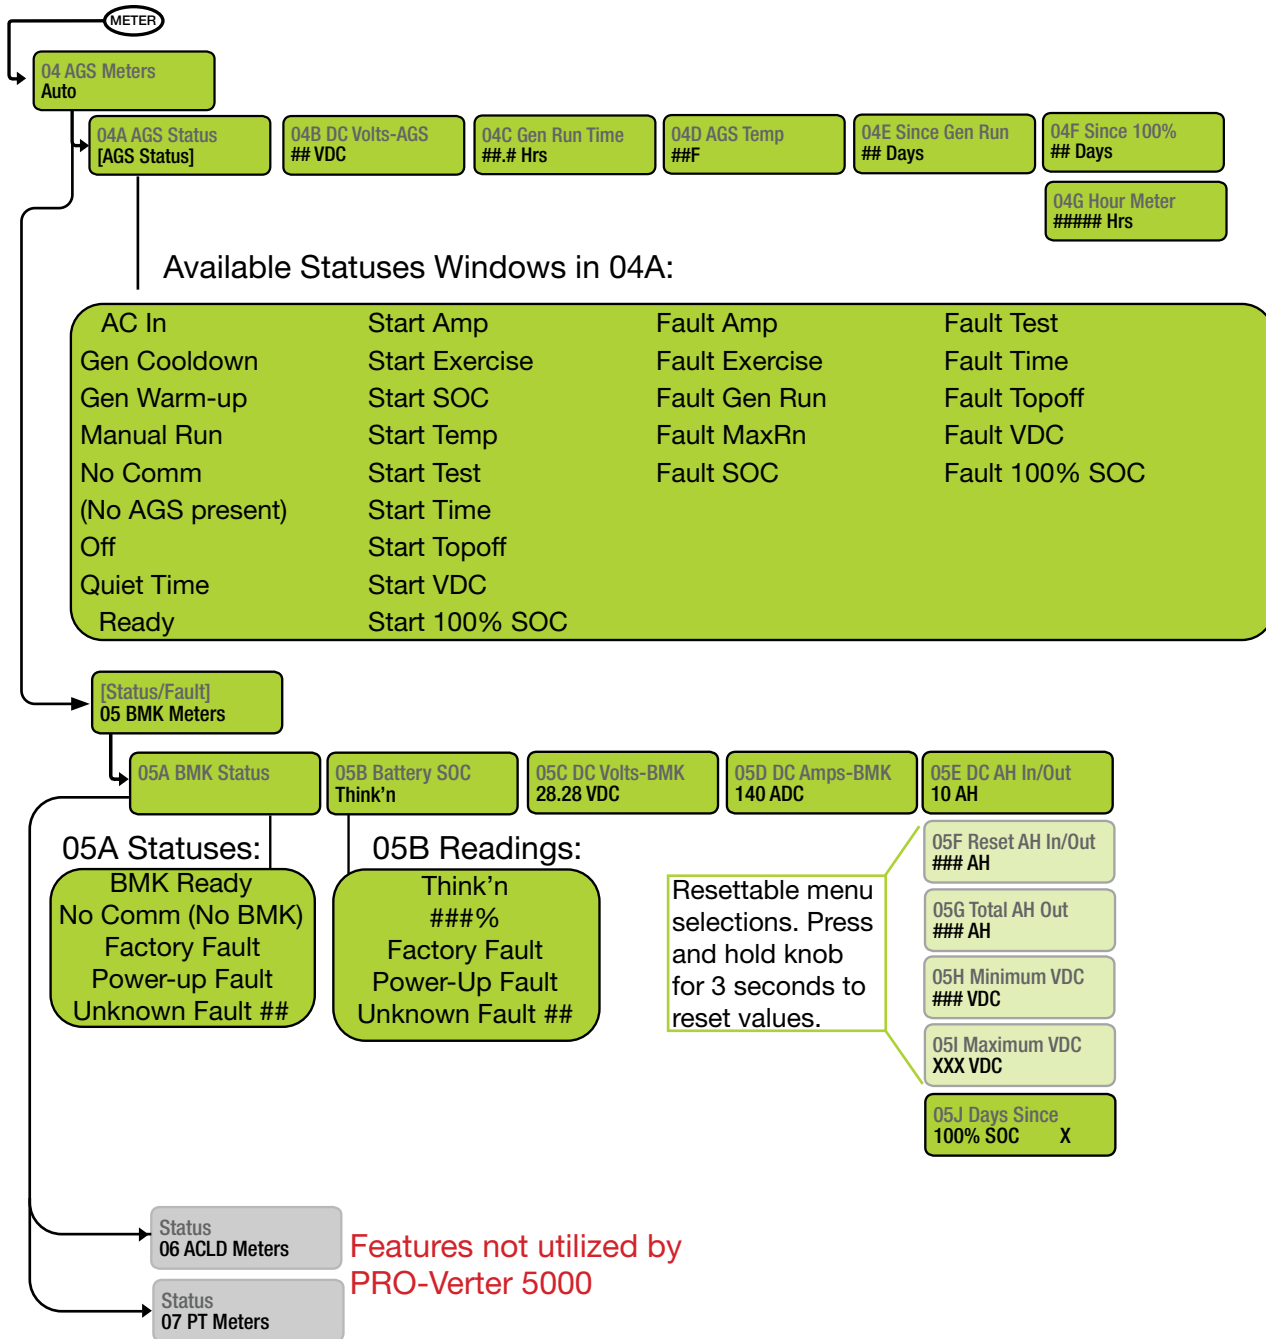 METER
04 AGS Meters
Auto
04A AGS Status
[AGS Status]
04B DC Volts-AGS
## VDC
04C Gen Run Time
##.# Hrs
04D AGS Temp
##F
04E Since Gen Run
## Days
04F Since 100%
## Days
04G Hour Meter
##### Hrs
Available Statuses Windows in 04A:
AC In
Gen Cooldown
Gen Warm-up
Manual Run
No Comm
(No AGS present)
Off
Quiet Time
Ready
Start Amp
Start Exercise
Start SOC
Start Temp
Start Test
Start Time
Start Topoff
Start VDC
Start 100% SOC
Fault Amp
Fault Exercise
Fault Gen Run
Fault MaxRn
Fault SOC
Fault Test
Fault Time
Fault Topoff
Fault VDC
Fault 100% SOC
[Status/Fault]
05 BMK Meters
05A BMK Status
05B Battery SOC
Think'n
05C DC Volts-BMK
28.28 VDC
05D DC Amps-BMK
140 ADC
05E DC AH In/Out
10 AH
05A Statuses:
BMK Ready
No Comm (No BMK)
Factory Fault
Power-up Fault
Unknown Fault ##
05B Readings:
Think’n
###%
Factory Fault
Power-Up Fault
Unknown Fault ##
Resettable menu
selections. Press
and hold knob
for 3 seconds to
reset values.
05F Reset AH In/Out
### AH
05G Total AH Out
### AH
05H Minimum VDC
### VDC
05I Maximum VDC
XXX VDC
05J Days Since
100% SOC X
Status
06 ACLD Meters
Status
07 PT Meters
Features not utilized by
PRO-Verter 5000